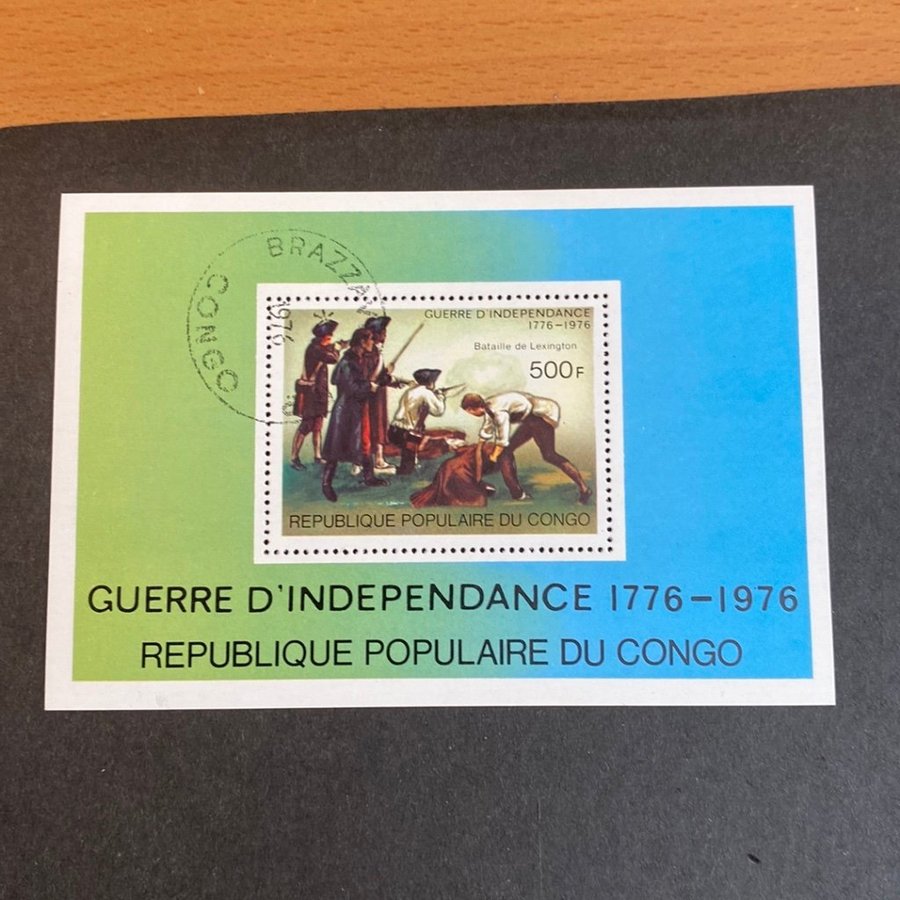 BRAZZAV
CONGO
1976
GUERRE D'INDEPENDANCE
1776-1976
Bataille de Lexington
500F
REPUBLIQUE POPULAIRE DU CONGO
GUERRE D'INDEPENDANCE 1776-1976
REPUBLIQUE POPULAIRE DU CONGO